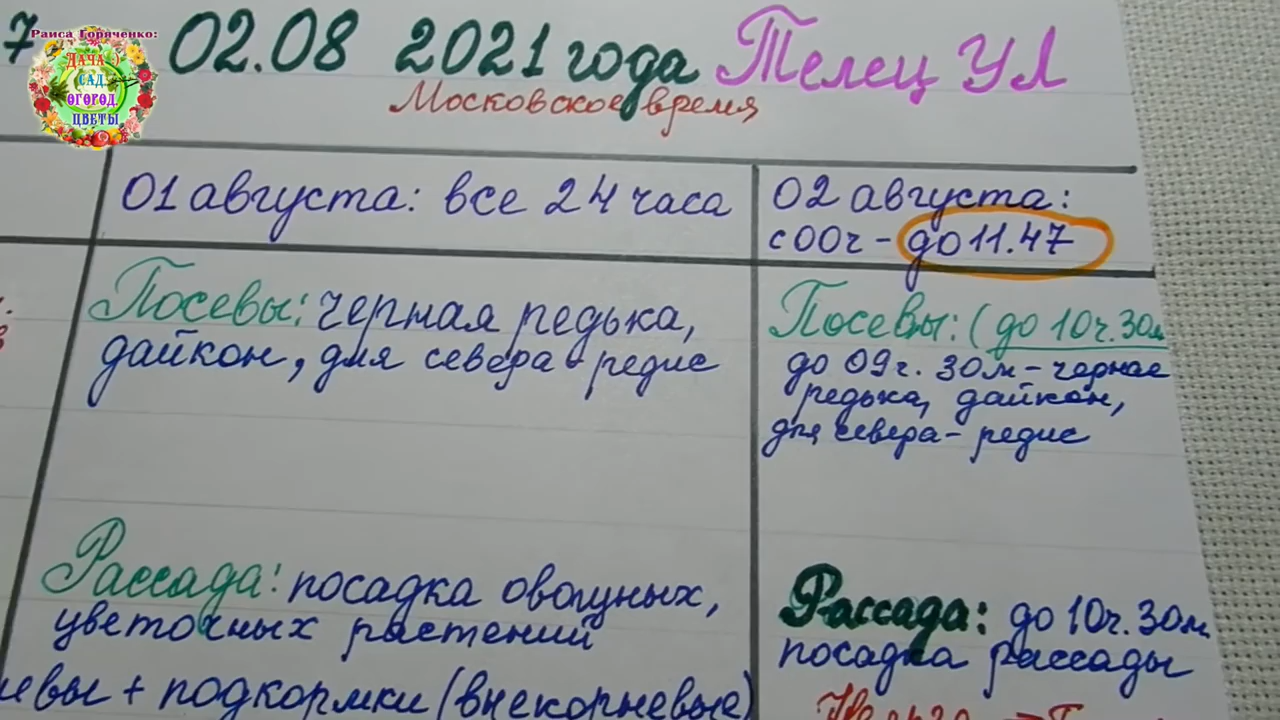 Раиса Горяченко:
Дача
сад
огород.
цветы
7 02.08 2021 года Телец УЛ
Московское время
01 августа: все 24 часа
02 августа:
с 00ч - до 11.47
Посевы: черная редька,
дайкон, для севера - редис
Посевы: (до 10ч. 30м
до 09г. 30м - черная
редька, дайкон,
для севера - редис
Рассада: посадка овощных,
цветочных растений
Рассада: до 10ч. 30м
посадка рассады
+ подкормки (внекорневые)